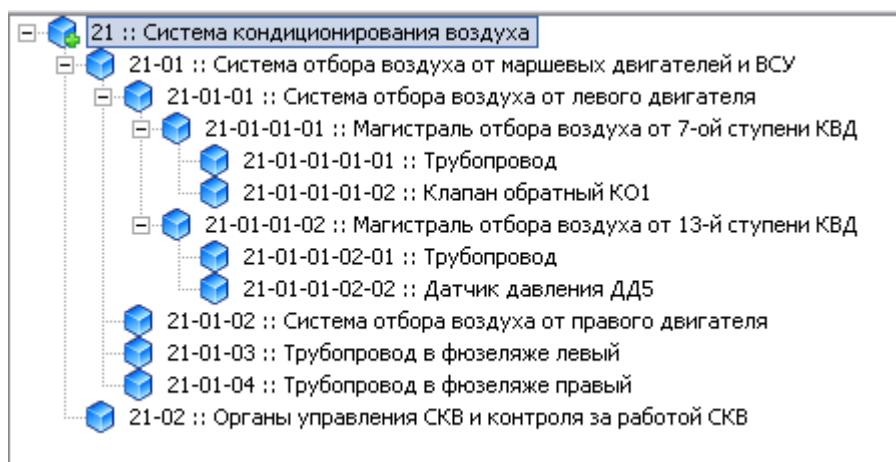 21 :: Система кондиционирования воздуха
21-01 :: Система отбора воздуха от маршевых двигателей и ВСУ
21-01-01 :: Система отбора воздуха от левого двигателя
21-01-01-01 :: Магистраль отбора воздуха от 7-ой ступени КВД
21-01-01-01-01 :: Трубопровод
21-01-01-01-02 :: Клапан обратный КО1
21-01-01-02 :: Магистраль отбора воздуха от 13-й ступени КВД
21-01-01-02-01 :: Трубопровод
21-01-01-02-02 :: Датчик давления ДД5
21-01-02 :: Система отбора воздуха от правого двигателя
21-01-03 :: Трубопровод в фюзеляже левый
21-01-04 :: Трубопровод в фюзеляже правый
21-02 :: Органы управления СКВ и контроля за работой СКВ